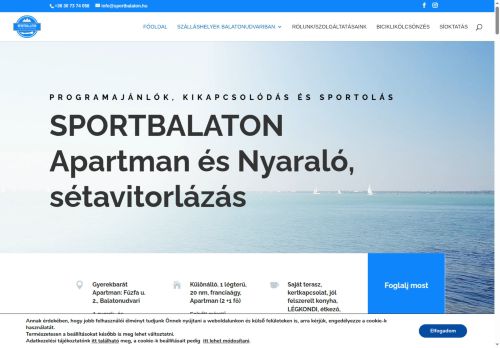 +36 30 73 74 058 info@sportbalaton.hu
FŐOLDAL SZÁLLÁSHELYEK BALATONUDVARIBAN RÓLUNK/SZOLGÁLTATÁSAINK BICIKLIKÖLCSÖNZÉS SÍOKTATÁS
PROGRAMAJÁNLÓK, KIKAPCSOLÓDÁS ÉS SPORTOLÁS
SPORTBALATON
Apartman és Nyaraló,
sétavitorlázás
Gyerekbarát
Apartman: Fűzfa u.
2., Balatonudvari
Különálló, 1 légterű,
20 nm, franciaágy,
Apartman (2 +1 fő)
Saját terasz,
kertkapcsolat, jól
felszerelt konyha,
LÉGKONDI, étkező,
Foglalj most
Annak érdekében, hogy jobb felhasználói élményt tudjunk Önnek nyújtani a weboldalunkon és külső felületeken is, arra kérjük, engedélyezze a cookie-k
használatát.
Természetesen a beállításokat később is meg lehet változtatni.
Adatkezelési tájékoztatónk itt található meg, a cookie-k beállításait pedig itt lehet módosítani.
Elfogadom